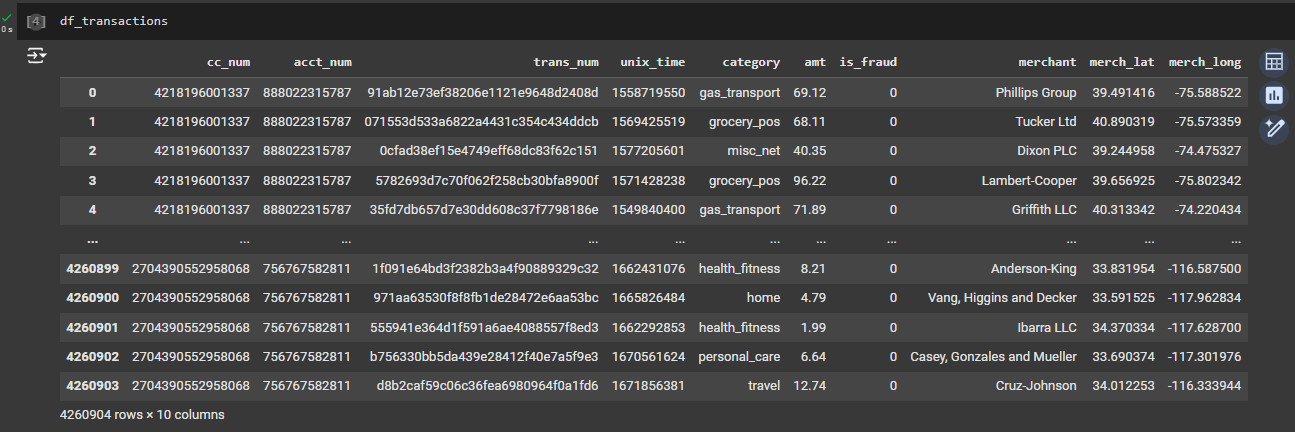 [4] df_transactions
0 s
cc_num acct_num trans_num unix_time category amt is_fraud merchant merch_lat merch_long
0 4218196001337 888022315787 91ab12e73ef38206e1121e9648d2408d 1558719550 gas_transport 69.12 0 Phillips Group 39.491416 -75.588522
1 4218196001337 888022315787 071553d533a6822a4431c354c434ddcb 1569425519 grocery_pos 68.11 0 Tucker Ltd 40.890319 -75.573359
2 4218196001337 888022315787 0cfad38ef15e4749eff68dc83f62c151 1577205601 misc_net 40.35 0 Dixon PLC 39.244958 -74.475327
3 4218196001337 888022315787 5782693d7c70f062f258cb30bfa8900f 1571428238 grocery_pos 96.22 0 Lambert-Cooper 39.656925 -75.802342
4 4218196001337 888022315787 35fd7db657d7e30dd608c37f7798186e 1549840400 gas_transport 71.89 0 Griffith LLC 40.313342 -74.220434
... ... ... ... ... ... ... ... ... ... ...
4260899 2704390552958068 756767582811 1f091e64bd3f2382b3a4f90889329c32 1662431076 health_fitness 8.21 0 Anderson-King 33.831954 -116.587500
4260900 2704390552958068 756767582811 971aa63530f8f8fb1de28472e6aa53bc 1665826484 home 4.79 0 Vang, Higgins and Decker 33.591525 -117.962834
4260901 2704390552958068 756767582811 555941e364d1f591a6ae4088557f8ed3 1662292853 health_fitness 1.99 0 Ibarra LLC 34.370334 -117.628700
4260902 2704390552958068 756767582811 b756330bb5da439e28412f40e7a5f9e3 1670561624 personal_care 6.64 0 Casey, Gonzales and Mueller 33.690374 -117.301976
4260903 2704390552958068 756767582811 d8b2caf59c06c36fea6980964f0a1fd6 1671856381 travel 12.74 0 Cruz-Johnson 34.012253 -116.333944
4260904 rows × 10 columns